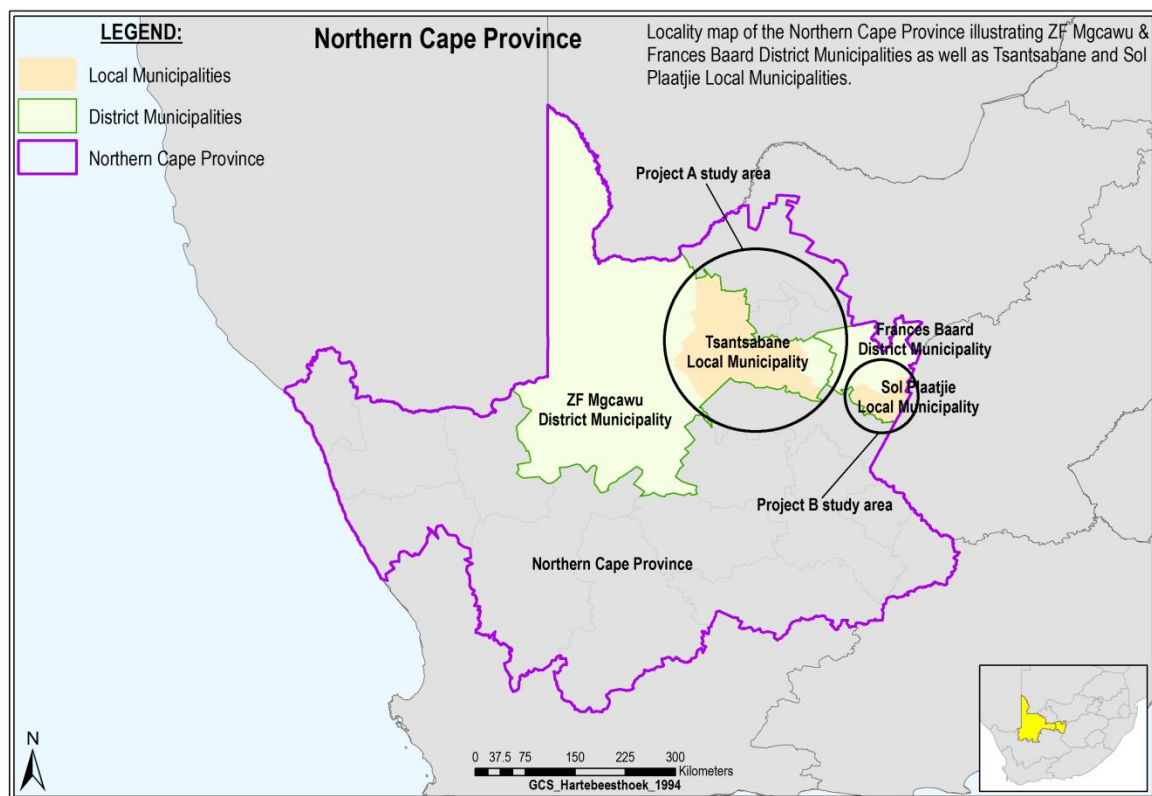 LEGEND:
Local Municipalities
District Municipalities
Northern Cape Province
Northern Cape Province
Locality map of the Northern Cape Province illustrating ZF Mgcawu &
Frances Baard District Municipalities as well as Tsantsabane and Sol
Plaatjie Local Municipalities.
Project A study area
Frances Baard
District Municipality
Tsantsabane
Local Municipality
Sol Plaatjie
Local Municipality
ZF Mgcawu
District Municipality
Project B study area
Northern Cape Province
N
0 37.5 75 150 225 300
Kilometers
GCS_Hartebeesthoek_1994